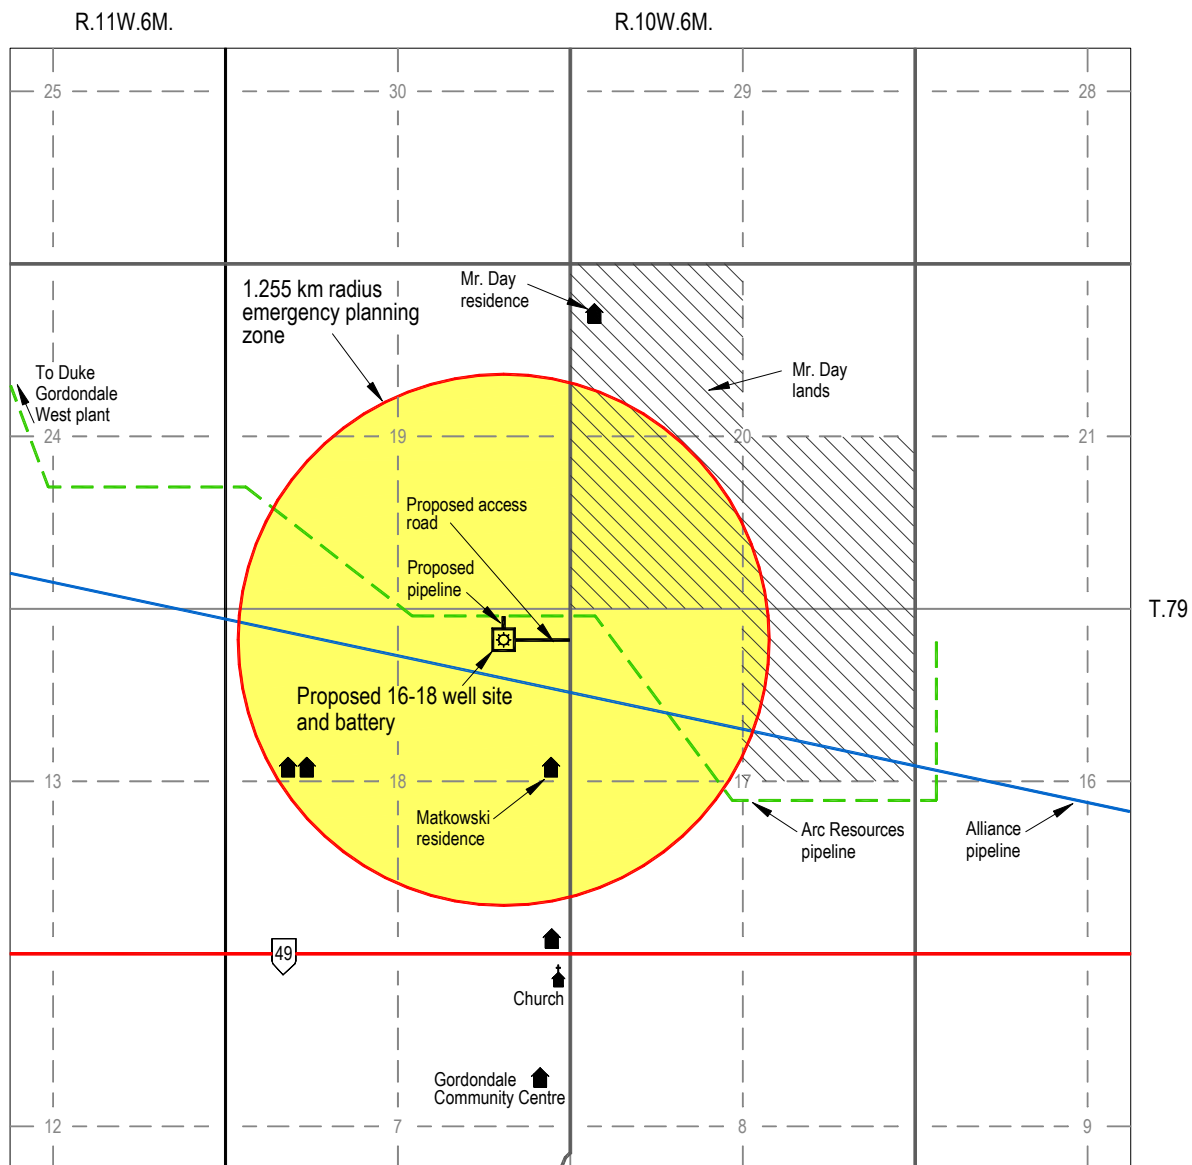 R.11W.6M.
R.10W.6M.
25
30
29
28
Mr. Day
residence
1.255 km radius
emergency planning
zone
To Duke
Gordondale
West plant
Mr. Day
lands
24
19
20
21
Proposed access
road
Proposed
pipeline
T.79
Proposed 16-18 well site
and battery
13
18
17
16
Matkowski
residence
Arc Resources
pipeline
Alliance
pipeline
49
Church
Gordondale
Community Centre
12
7
8
9